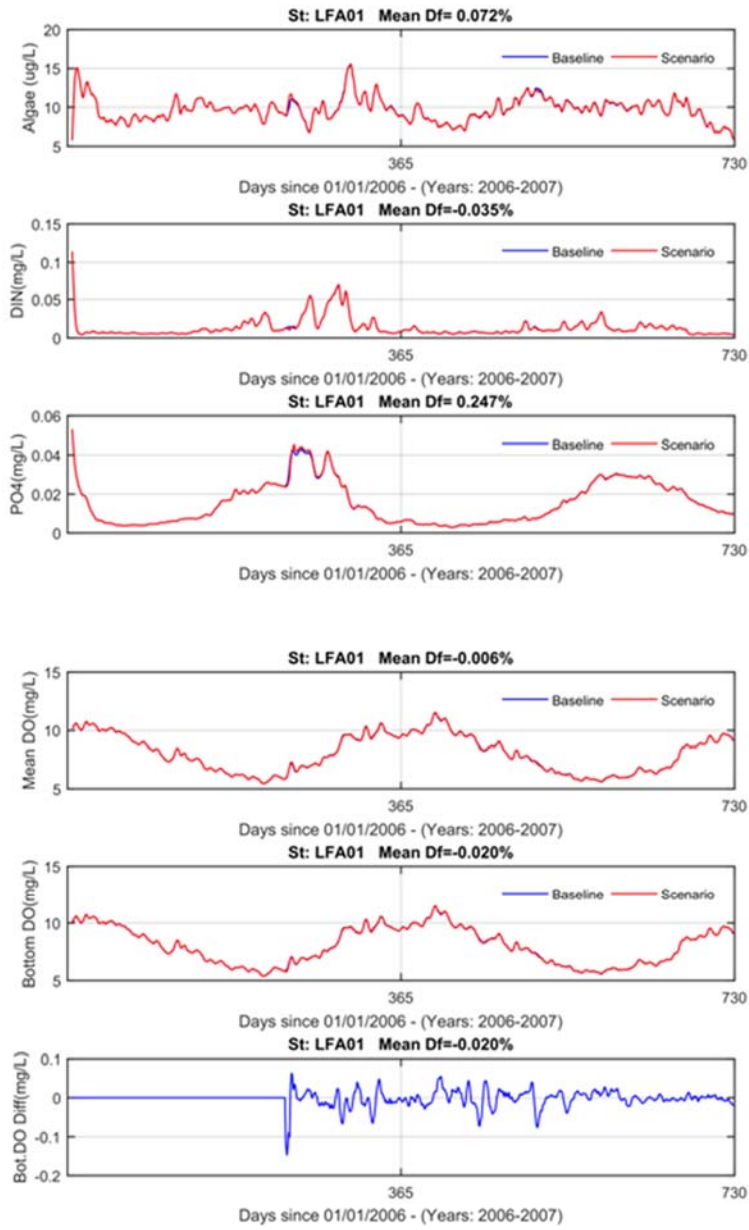 St: LFA01 Mean Df= 0.072%
20
15
10
5
Algae (ug/L)
Baseline Scenario
365 730
Days since 01/01/2006 - (Years: 2006-2007)
St: LFA01 Mean Df=-0.035%
0.15
0.1
0.05
0
DIN(mg/L)
Baseline Scenario
365 730
Days since 01/01/2006 - (Years: 2006-2007)
St: LFA01 Mean Df= 0.247%
0.06
0.04
0.02
0
PO4(mg/L)
Baseline Scenario
365 730
Days since 01/01/2006 - (Years: 2006-2007)
St: LFA01 Mean Df=-0.006%
15
10
5
Mean DO(mg/L)
Baseline Scenario
365 730
Days since 01/01/2006 - (Years: 2006-2007)
St: LFA01 Mean Df=-0.020%
15
10
5
Bottom DO(mg/L)
Baseline Scenario
365 730
Days since 01/01/2006 - (Years: 2006-2007)
St: LFA01 Mean Df=-0.020%
0.1
0
-0.1
-0.2
Bot.DO Diff(mg/L)
365 730
Days since 01/01/2006 - (Years: 2006-2007)